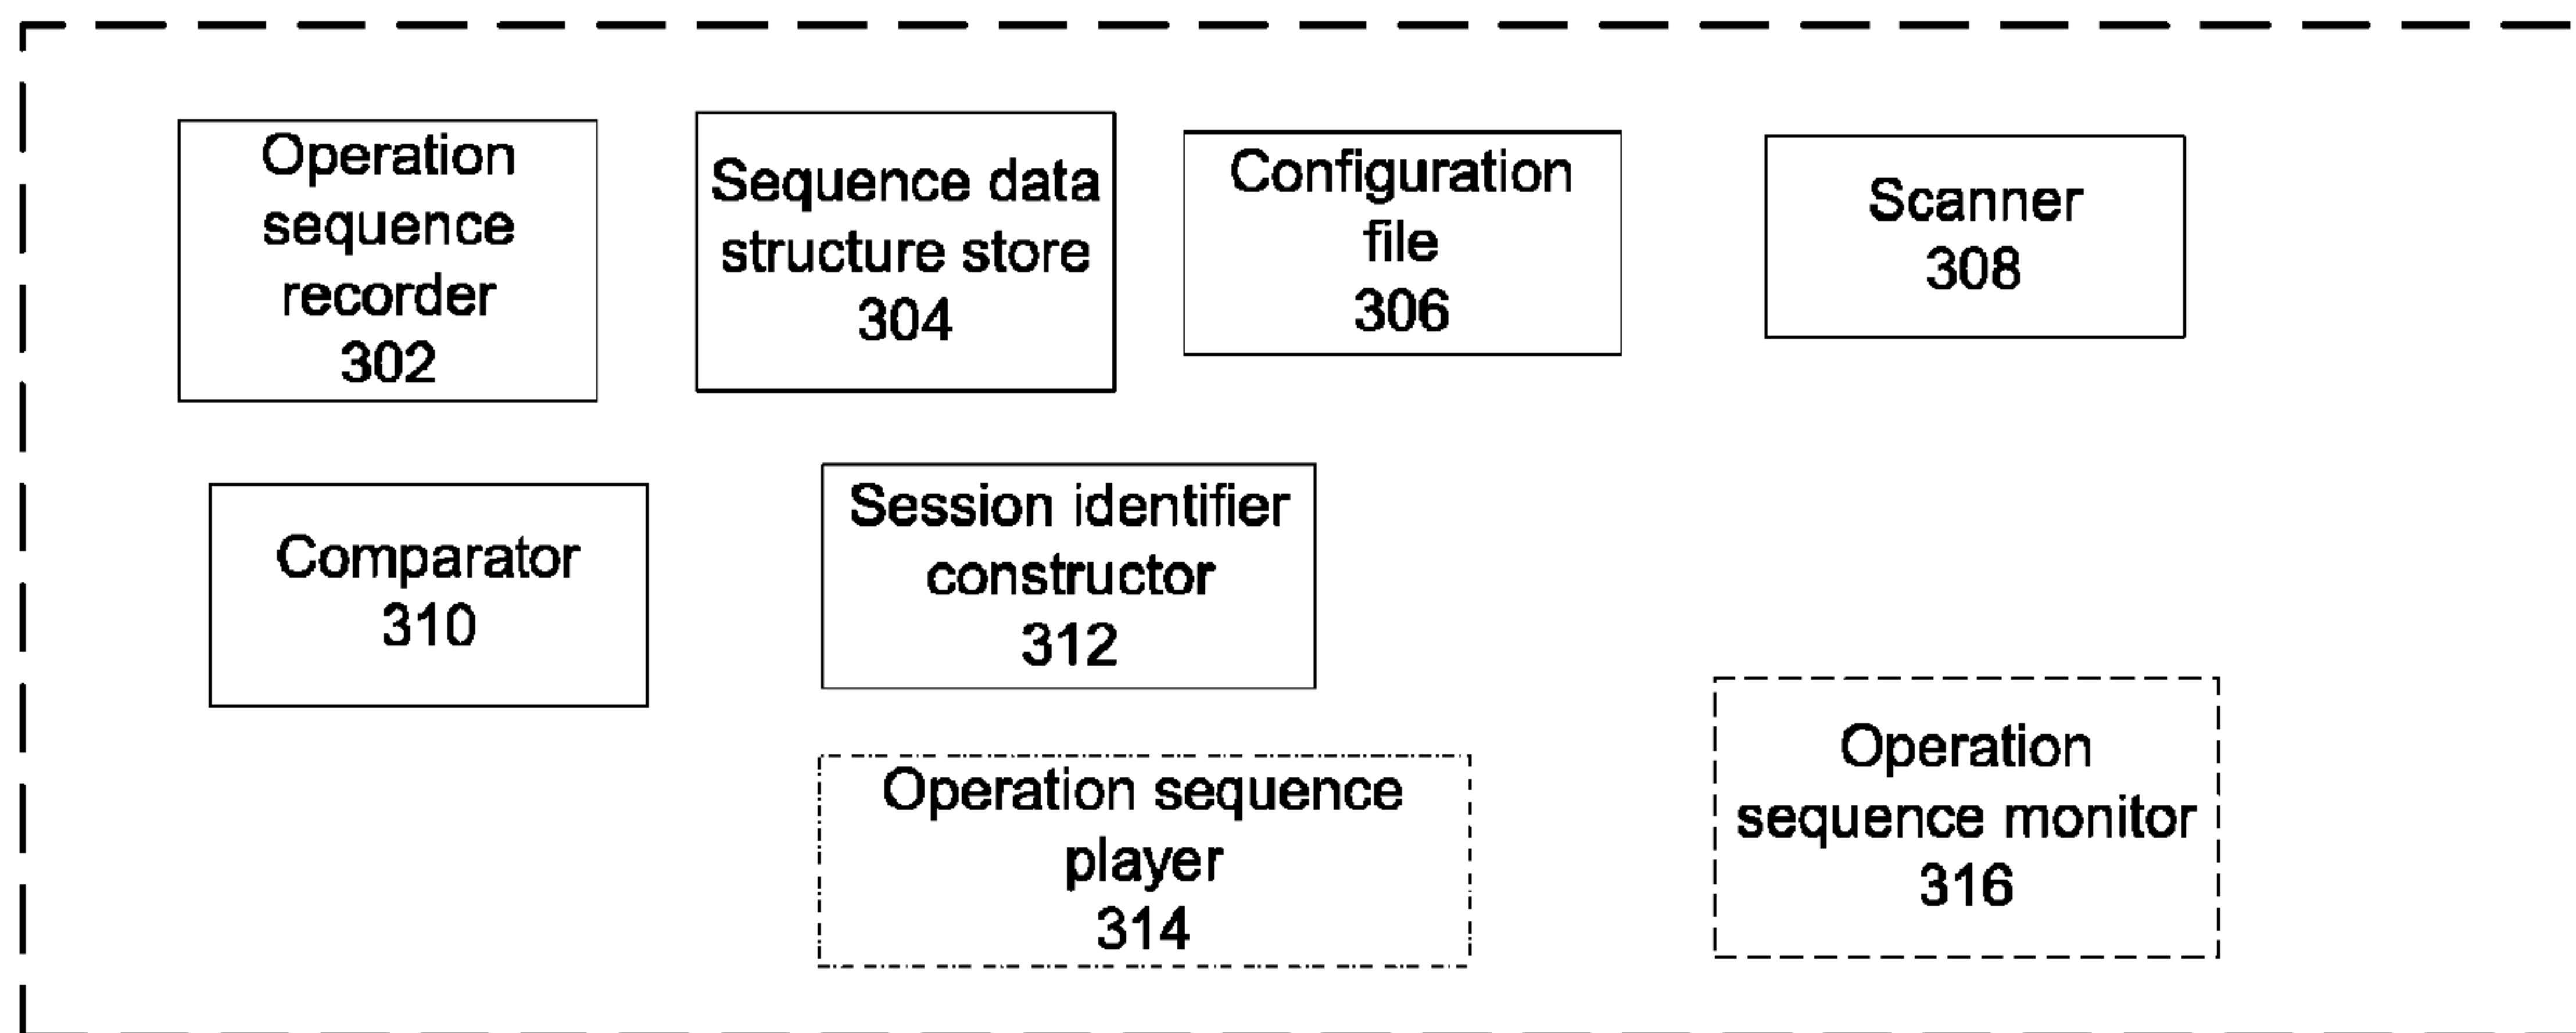 Operation
sequence
recorder
302
Sequence data
structure store
304
Configuration
file
306
Scanner
308
Comparator
310
Session identifier
constructor
312
Operation sequence
player
314
Operation
sequence monitor
316